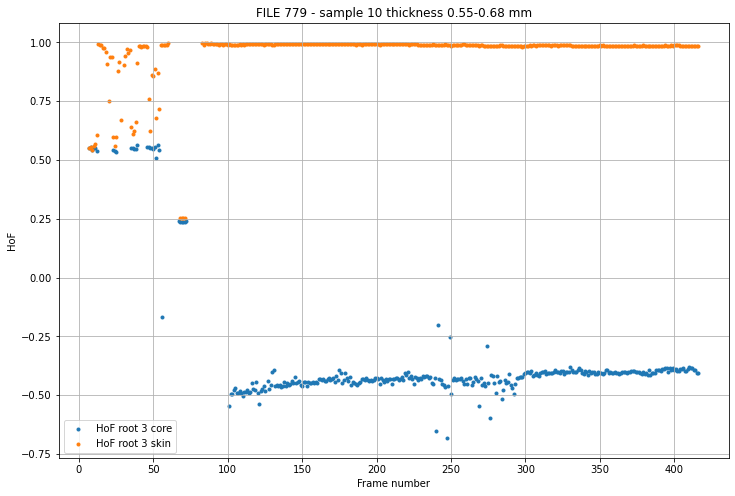 FILE 779 - sample 10 thickness 0.55-0.68 mm
1.00
0.75
0.50
0.25
0.00
−0.25
−0.50
−0.75
HoF
HoF root 3 core
HoF root 3 skin
0 50 100 150 200 250 300 350 400
Frame number